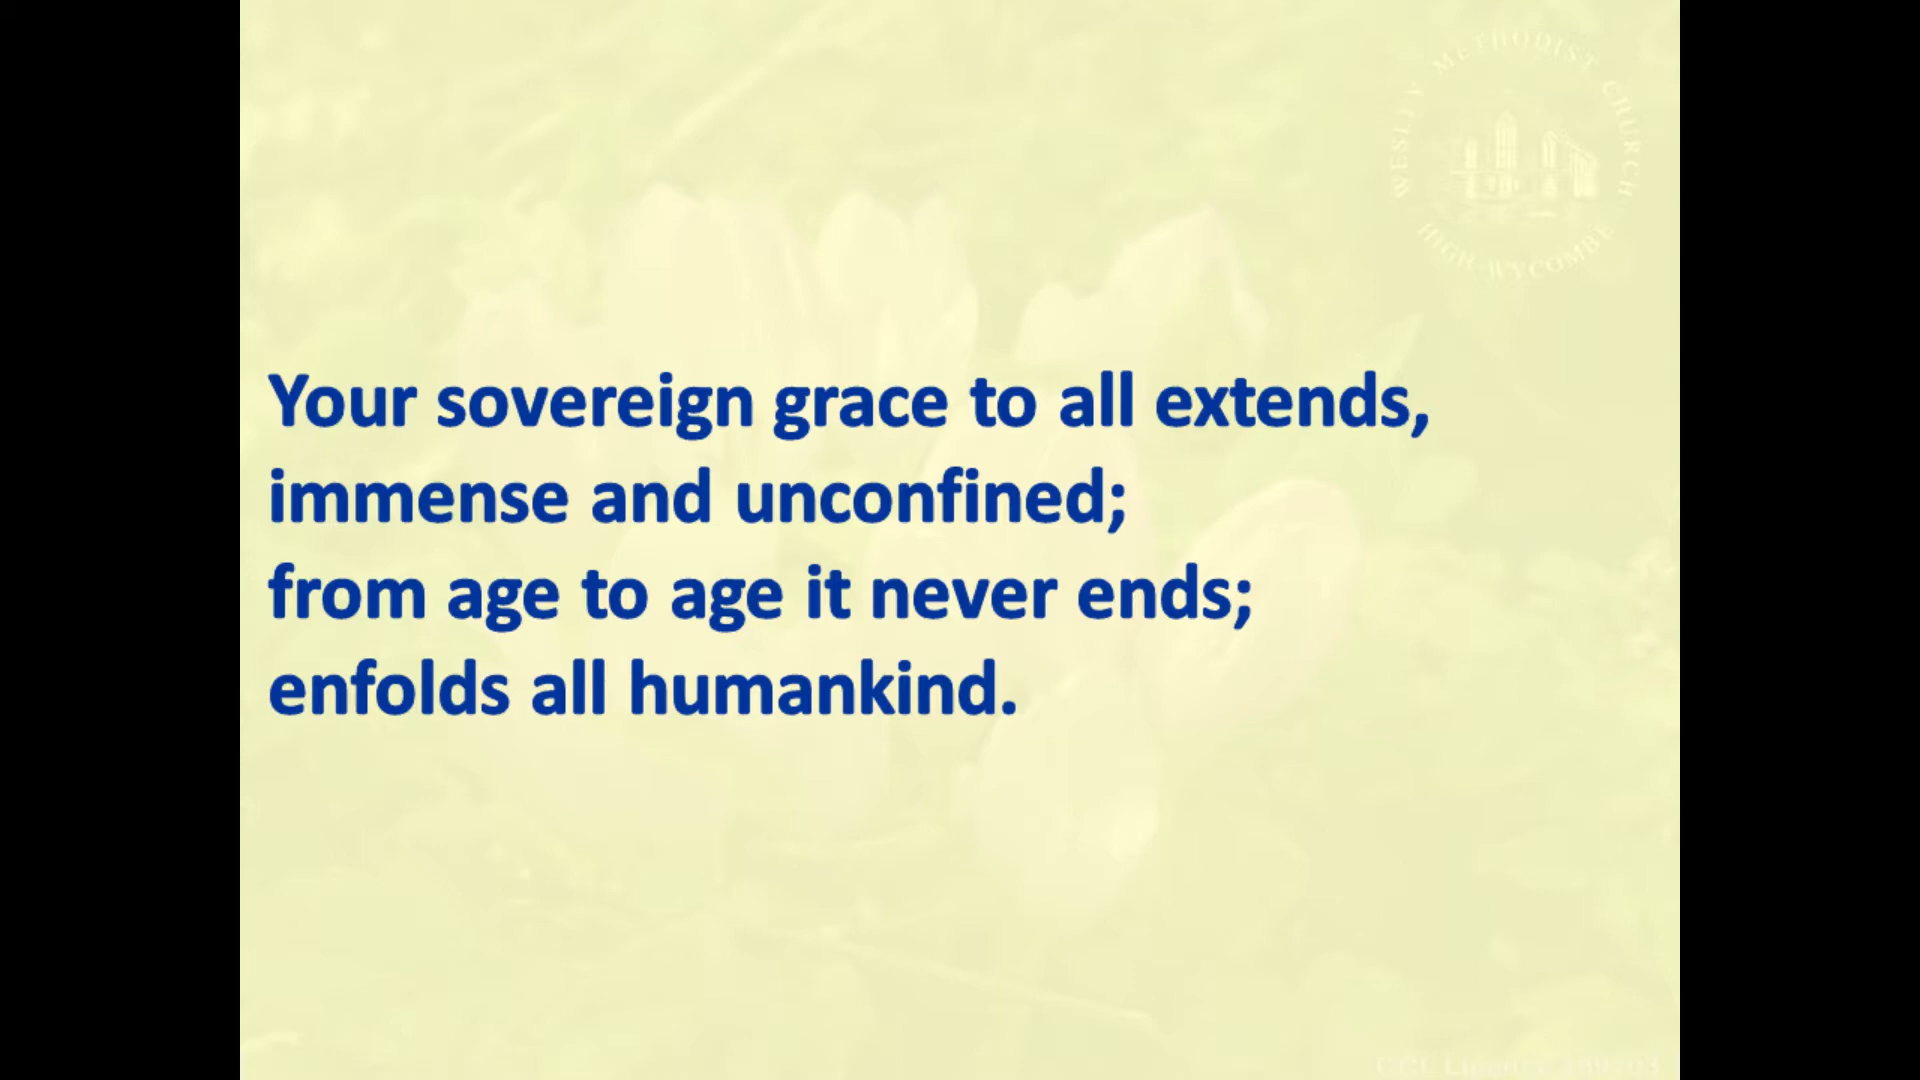 WESLEY METHODIST CHURCH
HIGH WYCOMBE
Your sovereign grace to all extends,
immense and unconfined;
from age to age it never ends;
enfolds all humankind.